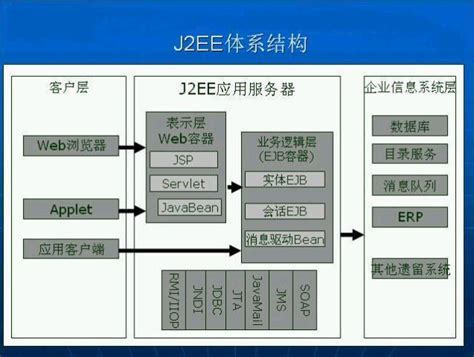 J2EE体系结构
客户层
Web浏览器
Applet
应用客户端
J2EE应用服务器
表示层
Web容器
JSP
Servlet
JavaBean
业务逻辑层
(EJB容器)
实体EJB
会话EJB
消息驱动Bean
RMI/IIOP
JNDI
JDBC
JTA
JavaMail
JMS
SOAP
企业信息系统层
数据库
目录服务
消息队列
ERP
其他遗留系统